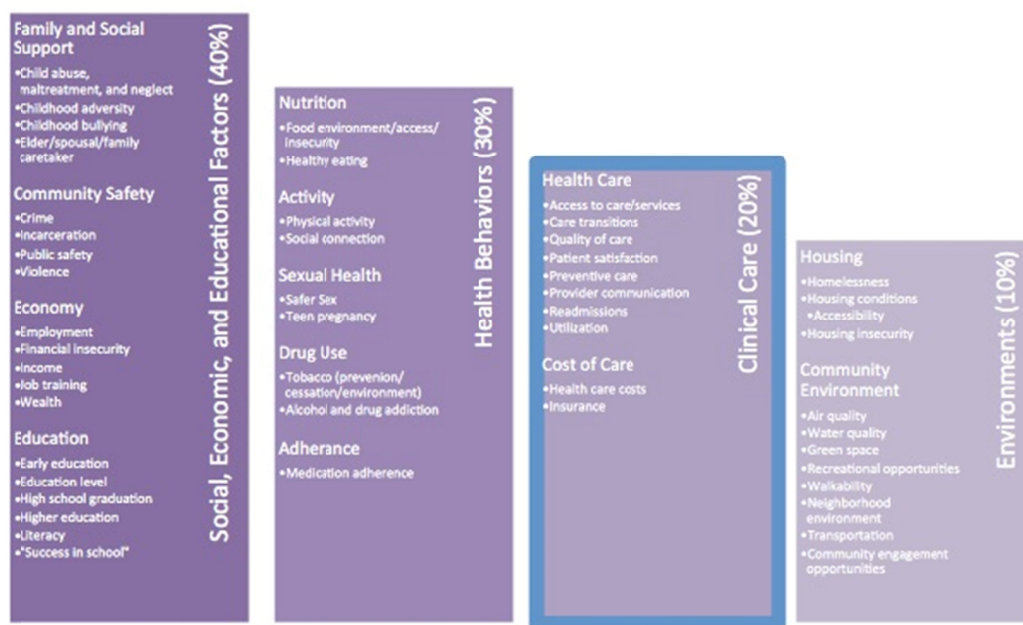 Family and Social
Support
•Child abuse,
maltreatment, and neglect
•Childhood adversity
•Childhood bullying
•Elder/spousal/family
caretaker
Community Safety
•Crime
•Incarceration
•Public safety
•Violence
Economy
•Employment
•Financial insecurity
•Income
•Job training
•Wealth
Education
•Early education
•Education level
•High school graduation
•Higher education
•Literacy
•"Success in school"
Social, Economic, and Educational Factors (40%)
Nutrition
•Food environment/access/
insecurity
•Healthy eating
Activity
•Physical activity
•Social connection
Sexual Health
•Safer Sex
•Teen pregnancy
Drug Use
•Tobacco (prevenion/
cessation/environment)
•Alcohol and drug addiction
Adherance
•Medication adherence
Health Behaviors (30%)
Health Care
•Access to care/services
•Care transitions
•Quality of care
•Patient satisfaction
•Preventive care
•Provider communication
•Readmissions
•Utilization
Cost of Care
•Health care costs
•Insurance
Clinical Care (20%)
Housing
•Homelessness
•Housing conditions
•Accessibility
•Housing insecurity
Community
Environment
•Air quality
•Water quality
•Green space
•Recreational opportunities
•Walkability
•Neighborhood
environment
•Transportation
•Community engagement
opportunities
Environments (10%)